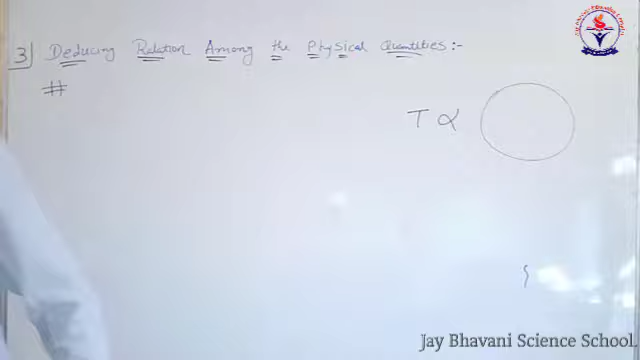 3] Deducing Relation Among the Physical Quantities :-
#
T ∝
Jay Bhavani Science School.